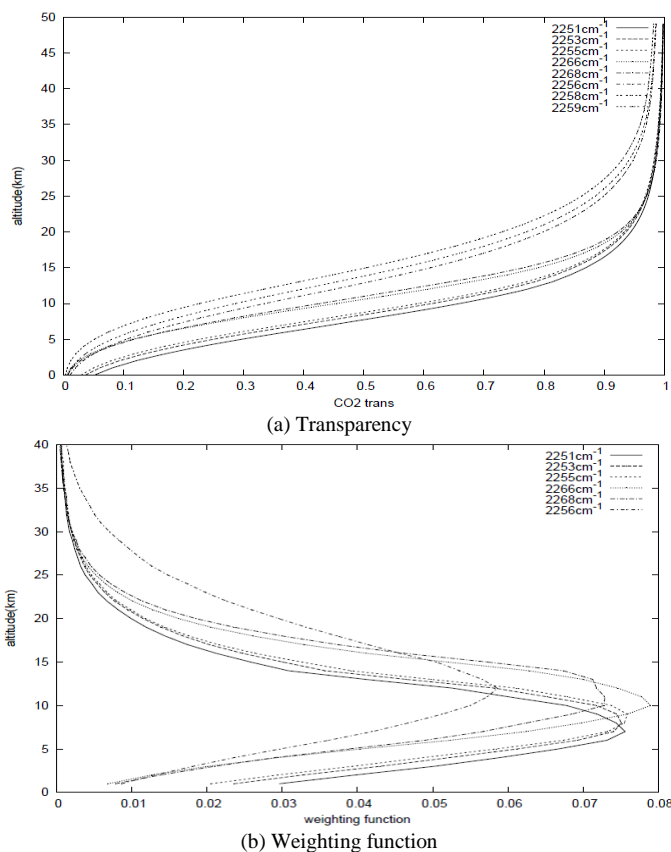 50
45
40
35
30
25
20
15
10
5
0
altitude(km)
2251cm-1
2253cm-1
2255cm-1
2266cm-1
2268cm-1
2256cm-1
2258cm-1
2259cm-1
0 0.1 0.2 0.3 0.4 0.5 0.6 0.7 0.8 0.9 1
CO2 trans
(a) Transparency
40
35
30
25
20
15
10
5
0
altitude(km)
2251cm-1
2253cm-1
2255cm-1
2266cm-1
2268cm-1
2256cm-1
0 0.01 0.02 0.03 0.04 0.05 0.06 0.07 0.08
weighting function
(b) Weighting function